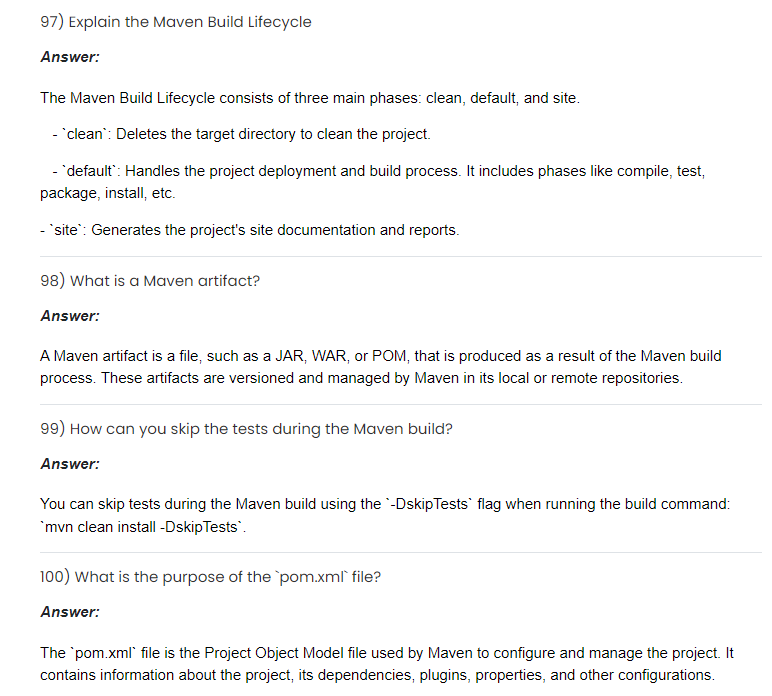 97) Explain the Maven Build Lifecycle
Answer:
The Maven Build Lifecycle consists of three main phases: clean, default, and site.
- `clean`: Deletes the target directory to clean the project.
- `default`: Handles the project deployment and build process. It includes phases like compile, test,
package, install, etc.
- `site`: Generates the project's site documentation and reports.
98) What is a Maven artifact?
Answer:
A Maven artifact is a file, such as a JAR, WAR, or POM, that is produced as a result of the Maven build
process. These artifacts are versioned and managed by Maven in its local or remote repositories.
99) How can you skip the tests during the Maven build?
Answer:
You can skip tests during the Maven build using the `-DskipTests` flag when running the build command:
`mvn clean install -DskipTests`.
100) What is the purpose of the `pom.xml` file?
Answer:
The `pom.xml` file is the Project Object Model file used by Maven to configure and manage the project. It
contains information about the project, its dependencies, plugins, properties, and other configurations.